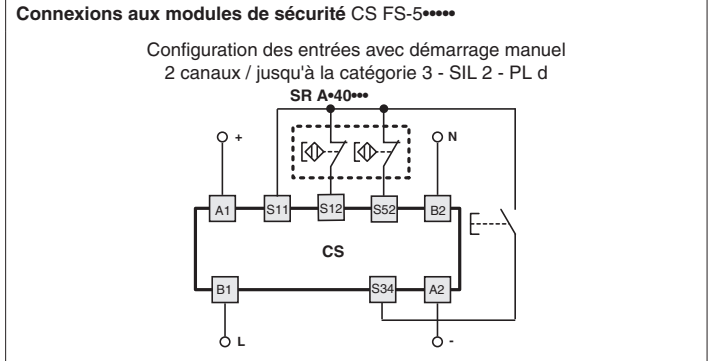 Connexions aux modules de sécurité CS FS-5•••••
Configuration des entrées avec démarrage manuel
2 canaux / jusqu'à la catégorie 3 - SIL 2 - PL d
SR A•40•••
+
N
A1
S11
S12
S52
B2
CS
B1
S34
A2
L
-